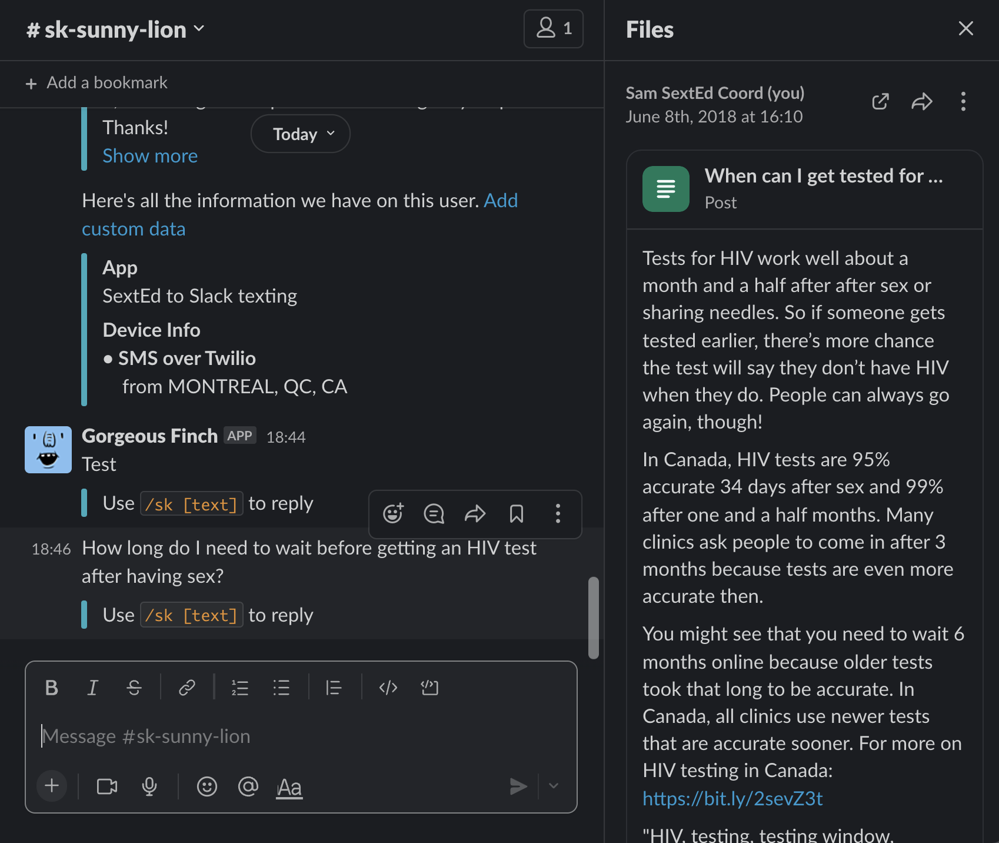 # sk-sunny-lion
1
Add a bookmark
Thanks!
Today
Show more
Here's all the information we have on this user. Add
custom data
App
SextEd to Slack texting
Device Info
• SMS over Twilio
from MONTREAL, QC, CA
Gorgeous Finch APP 18:44
Test
Use /sk [text] to reply
18:46 How long do I need to wait before getting an HIV test
after having sex?
Use /sk [text] to reply
Message #sk-sunny-lion
Aa
Files
Sam SextEd Coord (you)
June 8th, 2018 at 16:10
When can I get tested for ...
Post
Tests for HIV work well about a
month and a half after after sex or
sharing needles. So if someone gets
tested earlier, there’s more chance
the test will say they don’t have HIV
when they do. People can always go
again, though!
In Canada, HIV tests are 95%
accurate 34 days after sex and 99%
after one and a half months. Many
clinics ask people to come in after 3
months because tests are even more
accurate then.
You might see that you need to wait 6
months online because older tests
took that long to be accurate. In
Canada, all clinics use newer tests
that are accurate sooner. For more on
HIV testing in Canada:
https://bit.ly/2sevZ3t
"HIV, testing, testing window,